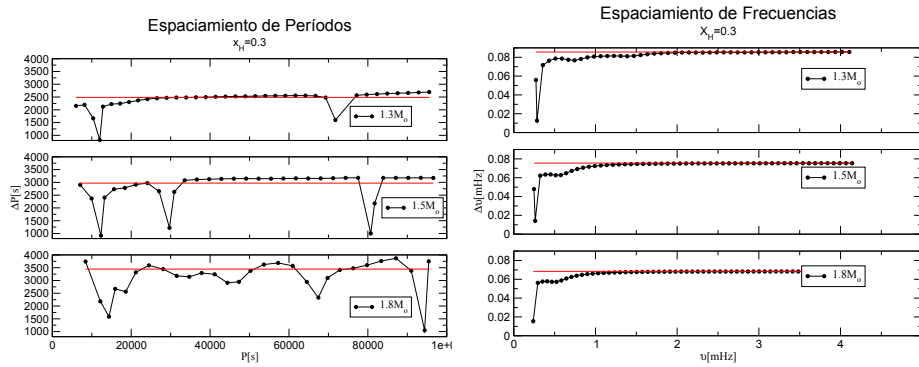 Espaciamiento de Períodos
x_H=0.3
4000
3500
3000
2500
2000
1500
1000
1.3M_o
ΔP[s]
4000
3500
3000
2500
2000
1500
1000
1.5M_o
4000
3500
3000
2500
2000
1500
1000
1.8M_o
0 20000 40000 60000 80000 1e+0
P[s]
Espaciamiento de Frecuencias
X_H=0.3
0.08
0.06
0.04
0.02
0
1.3M_o
Δυ[mHz]
0.08
0.06
0.04
0.02
0
1.5M_o
0.08
0.06
0.04
0.02
0
1.8M_o
0 1 2 3 4
υ[mHz]